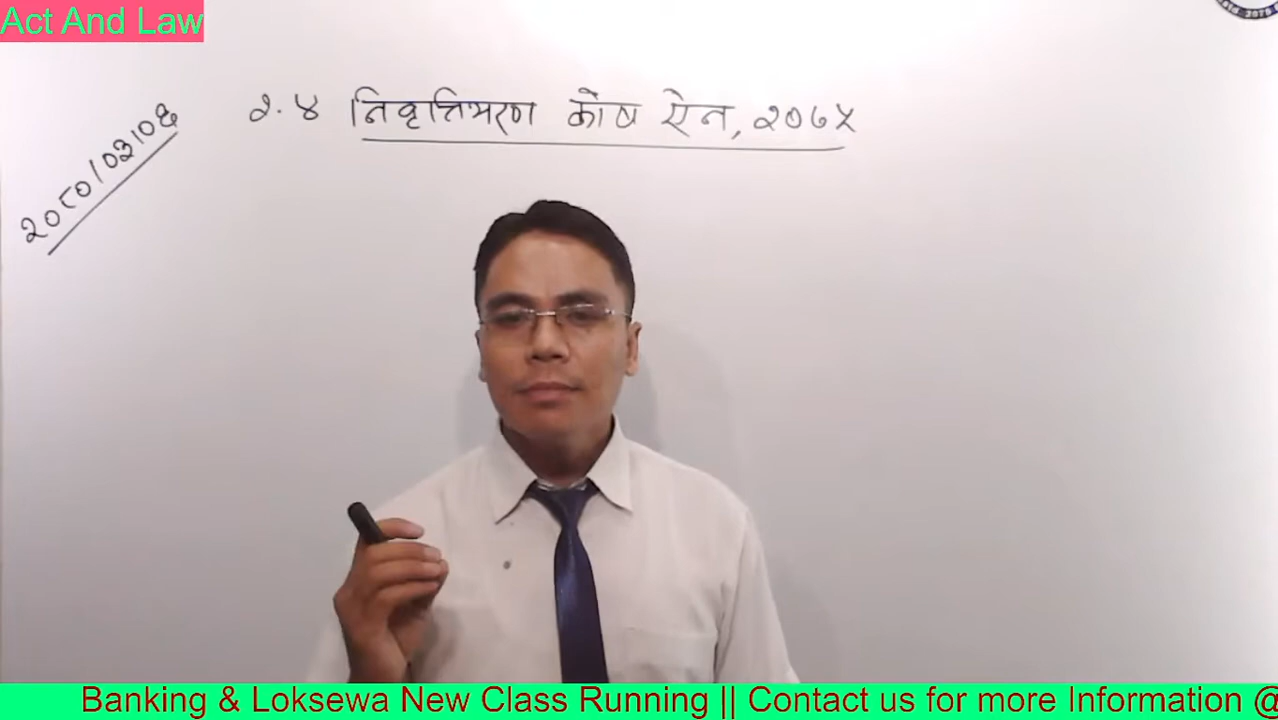 Act And Law
२.४ निवृत्तिभरण कोष ऐन, २०७५
२०८०/०३/०६
Banking & Loksewa New Class Running || Contact us for more Information @